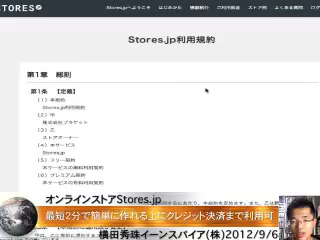 STORES
Stores.jpへようこそ はじめかた 機能紹介 ご利用料金 ストア例 よくある質問 ログ
Stores.jp利用規約
第1章 総則
第1条 【定義】
（1）本規約
Stores.jp利用規約
（2）甲
株式会社ブラケット
（3）乙
ストアオーナー
（4）本サービス
Stores.jp
（5）フリー契約
本サービスの無料利用契約
（6）プレミアム契約
本サービスの有料利用契約
オンラインストアStores.jp
最短2分で簡単に作れる上にクレジット決済まで利用可
横田秀珠イーンスパイア(株)2012/9/6